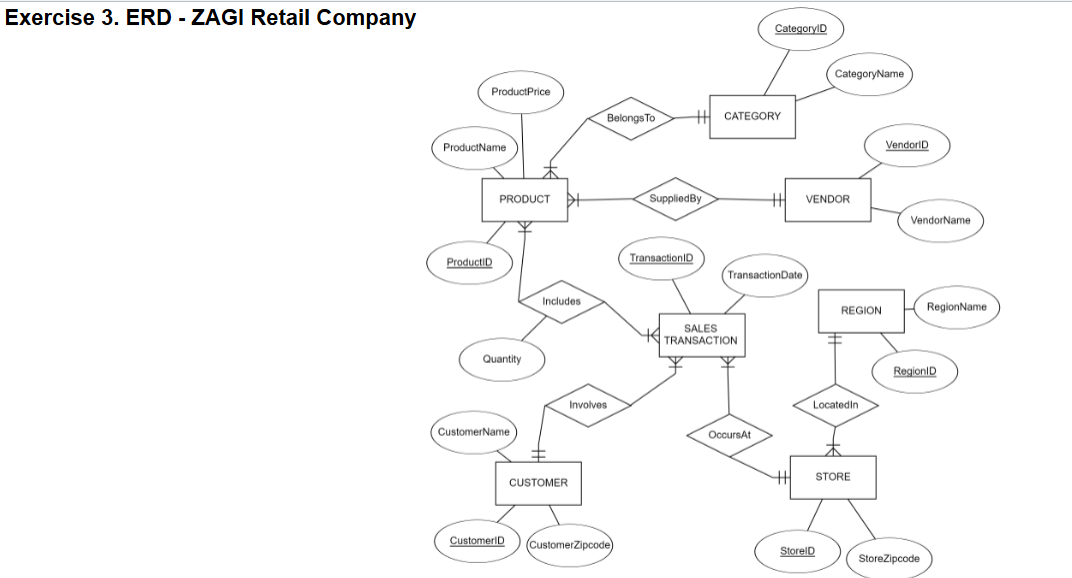 Exercise 3. ERD - ZAGI Retail Company
CategoryID
CategoryName
ProductPrice
BelongsTo
CATEGORY
ProductName
VendorID
PRODUCT
SuppliedBy
VENDOR
VendorName
ProductID
TransactionID
TransactionDate
Includes
REGION
RegionName
SALES
TRANSACTION
Quantity
RegionID
Involves
LocatedIn
CustomerName
OccursAt
CUSTOMER
STORE
CustomerID
CustomerZipcode
StoreID
StoreZipcode